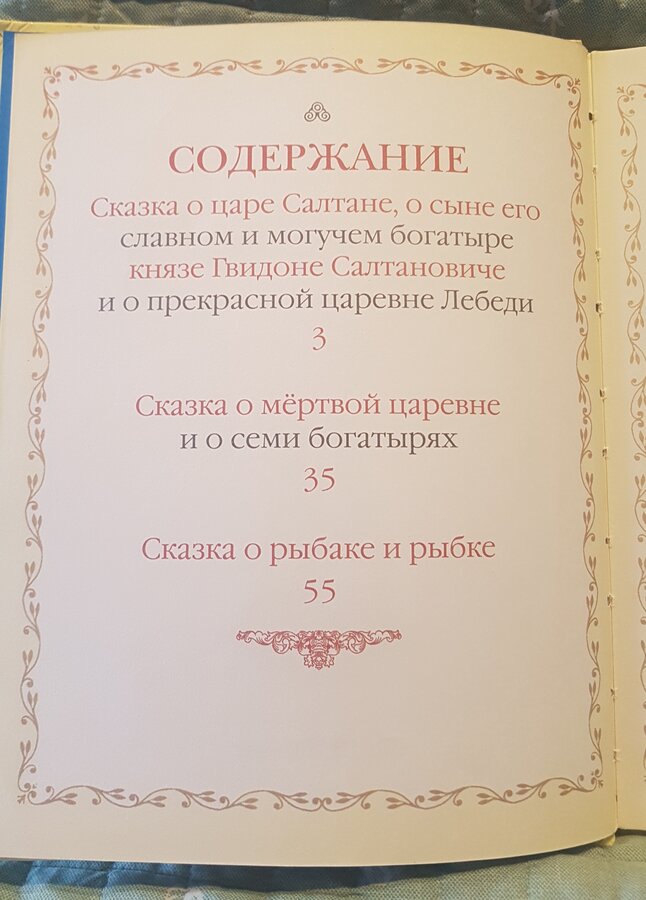 СОДЕРЖАНИЕ
Сказка о царе Салтане, о сыне его
славном и могучем богатыре
князе Гвидоне Салтановиче
и о прекрасной царевне Лебеди
3
Сказка о мёртвой царевне
и о семи богатырях
35
Сказка о рыбаке и рыбке
55